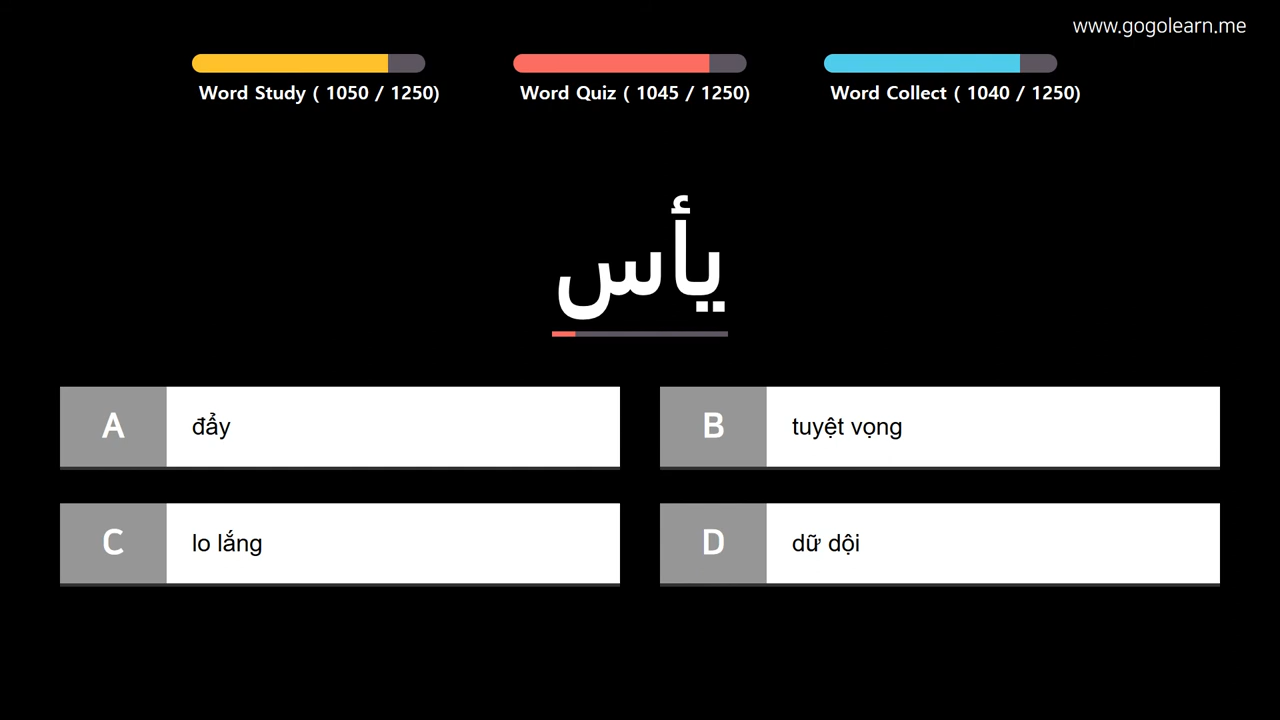 www.gogolearn.me
Word Study ( 1050 / 1250) Word Quiz ( 1045 / 1250) Word Collect ( 1040 / 1250)
يأس
A đẩy
B tuyệt vọng
C lo lắng
D dữ dội